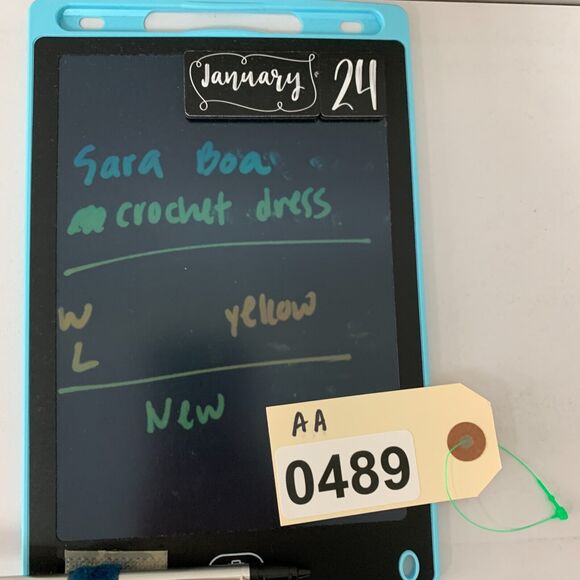 January 24
Sara Boa
crochet dress
W yellow
L
New
AA
0489